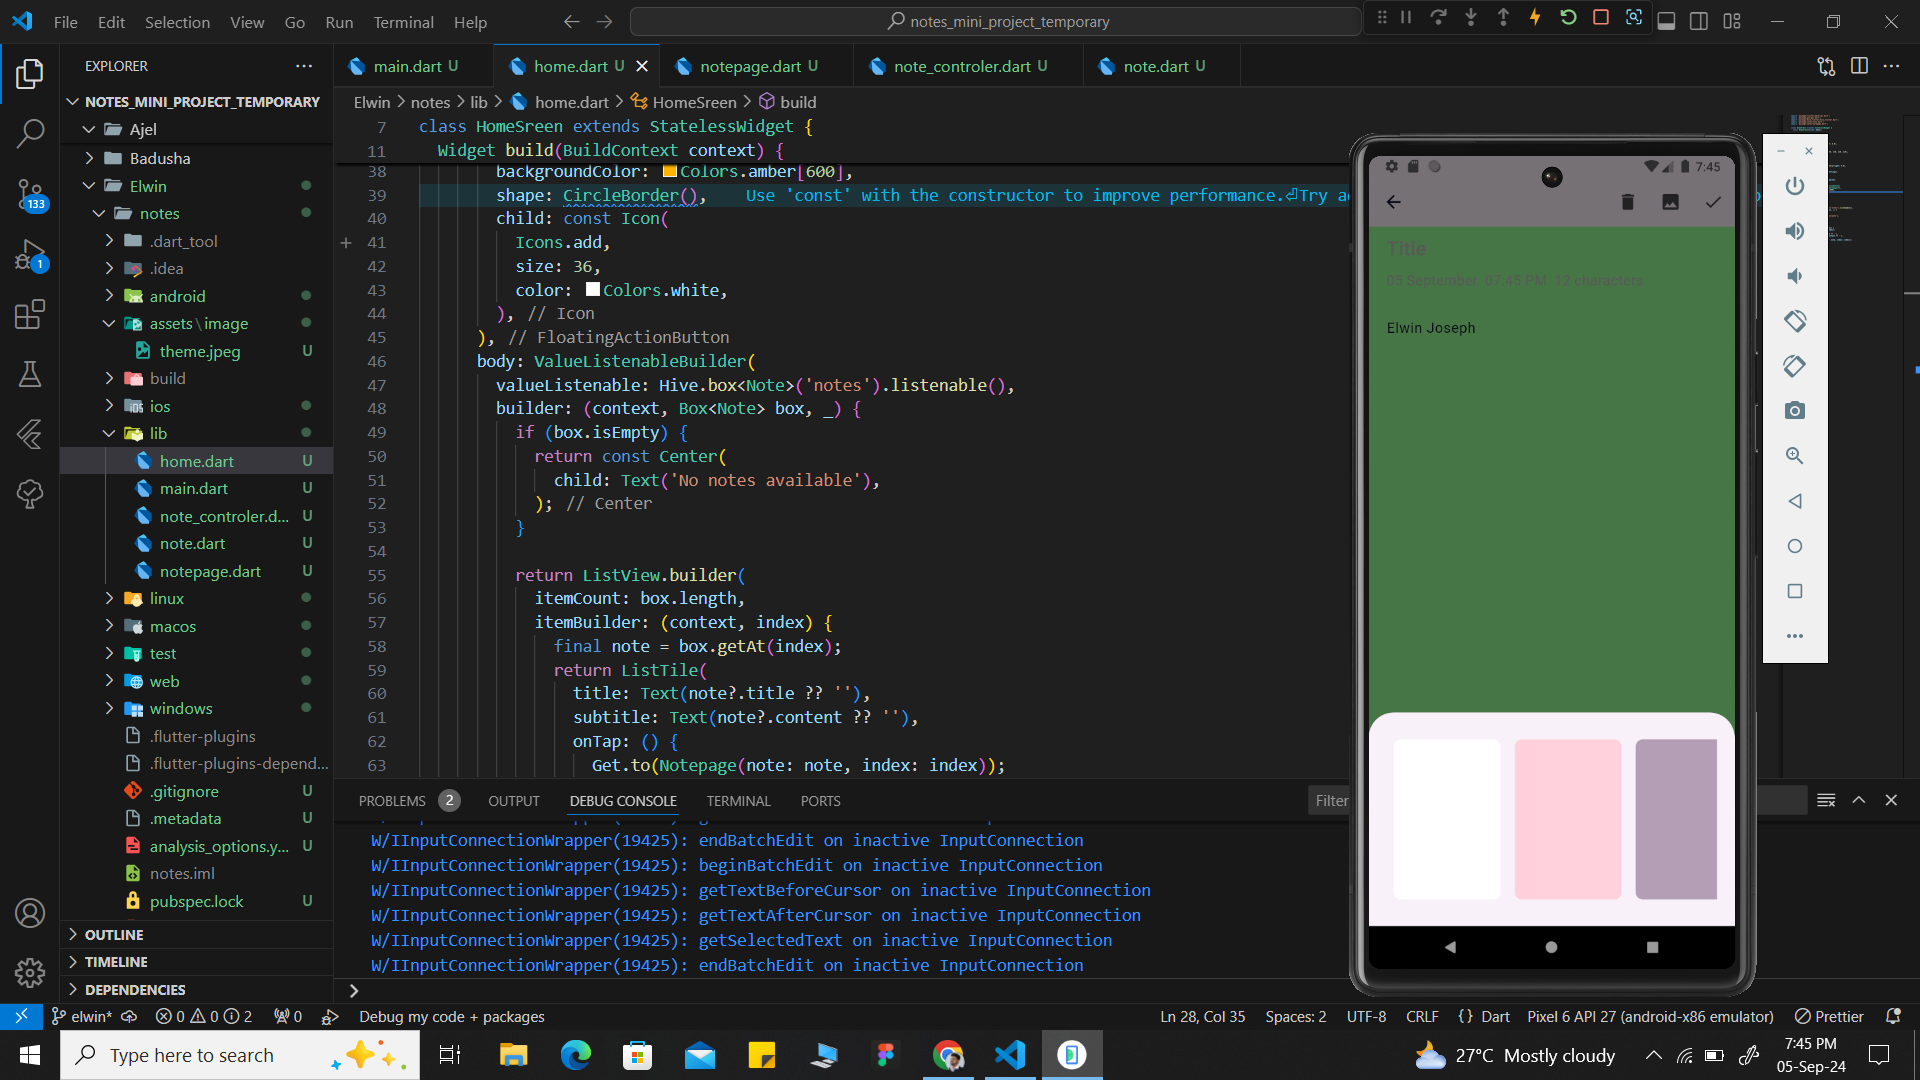 File Edit Selection View Go Run Terminal Help
notes_mini_project_temporary
EXPLORER
NOTES_MINI_PROJECT_TEMPORARY
Ajel
Badusha
Elwin
notes
.dart_tool
.idea
android
assets\image
theme.jpeg U
build
ios
lib
home.dart U
main.dart U
note_controler.d... U
note.dart U
notepage.dart U
linux
macos
test
web
windows
.flutter-plugins
.flutter-plugins-depend...
.gitignore U
.metadata U
analysis_options.y... U
notes.iml
pubspec.lock U
OUTLINE
TIMELINE
DEPENDENCIES
133
1
main.dart U
home.dart U
notepage.dart U
note_controler.dart U
note.dart U
Elwin > notes > lib > home.dart > HomeSreen > build
7 class HomeSreen extends StatelessWidget {
11 Widget build(BuildContext context) {
38 backgroundColor: Colors.amber[600],
39 shape: CircleBorder(), Use 'const' with the constructor to improve performance.⏎Try
40 child: const Icon(
41 Icons.add,
42 size: 36,
43 color: Colors.white,
44 ), // Icon
45 ), // FloatingActionButton
46 body: ValueListenableBuilder(
47 valueListenable: Hive.box<Note>('notes').listenable(),
48 builder: (context, Box<Note> box, _) {
49 if (box.isEmpty) {
50 return const Center(
51 child: Text('No notes available'),
52 ); // Center
53 }
54
55 return ListView.builder(
56 itemCount: box.length,
57 itemBuilder: (context, index) {
58 final note = box.getAt(index);
59 return ListTile(
60 title: Text(note?.title ?? ''),
61 subtitle: Text(note?.content ?? ''),
62 onTap: () {
63 Get.to(Notepage(note: note, index: index));
PROBLEMS 2 OUTPUT DEBUG CONSOLE TERMINAL PORTS
Filter
W/IInputConnectionWrapper(19425): endBatchEdit on inactive InputConnection
W/IInputConnectionWrapper(19425): beginBatchEdit on inactive InputConnection
W/IInputConnectionWrapper(19425): getTextBeforeCursor on inactive InputConnection
W/IInputConnectionWrapper(19425): getTextAfterCursor on inactive InputConnection
W/IInputConnectionWrapper(19425): getSelectedText on inactive InputConnection
W/IInputConnectionWrapper(19425): endBatchEdit on inactive InputConnection
7:45
Title
05 September 07:45 PM 12 characters
Elwin Joseph
elwin* 0 0 2 0 Debug my code + packages
Ln 28, Col 35 Spaces: 2 UTF-8 CRLF {} Dart Pixel 6 API 27 (android-x86 emulator) Prettier
Type here to search
27°C Mostly cloudy
7:45 PM
05-Sep-24